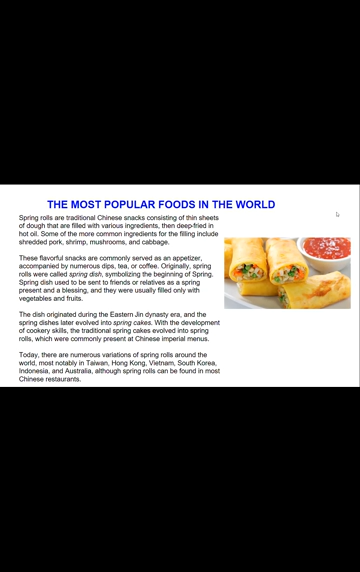 THE MOST POPULAR FOODS IN THE WORLD
Spring rolls are traditional Chinese snacks consisting of thin sheets
of dough that are filled with various ingredients, then deep-fried in
hot oil. Some of the more common ingredients for the filling include
shredded pork, shrimp, mushrooms, and cabbage.
These flavorful snacks are commonly served as an appetizer,
accompanied by numerous dips, tea, or coffee. Originally, spring
rolls were called spring dish, symbolizing the beginning of Spring.
Spring dish used to be sent to friends or relatives as a spring
present and a blessing, and they were usually filled only with
vegetables and fruits.
The dish originated during the Eastern Jin dynasty era, and the
spring dishes later evolved into spring cakes. With the development
of cookery skills, the traditional spring cakes evolved into spring
rolls, which were commonly present at Chinese imperial menus.
Today, there are numerous variations of spring rolls around the
world, most notably in Taiwan, Hong Kong, Vietnam, South Korea,
Indonesia, and Australia, although spring rolls can be found in most
Chinese restaurants.